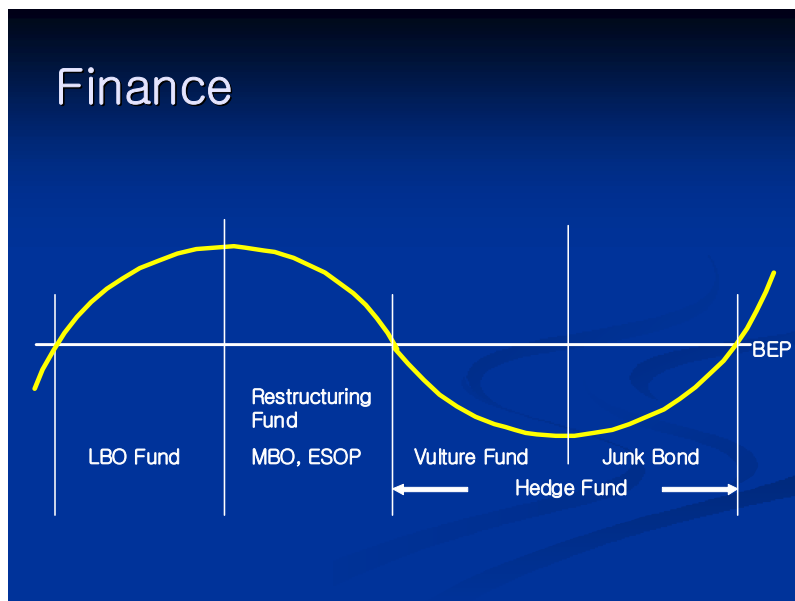 Finance
BEP
Restructuring
Fund
LBO Fund
MBO, ESOP
Vulture Fund
Junk Bond
Hedge Fund